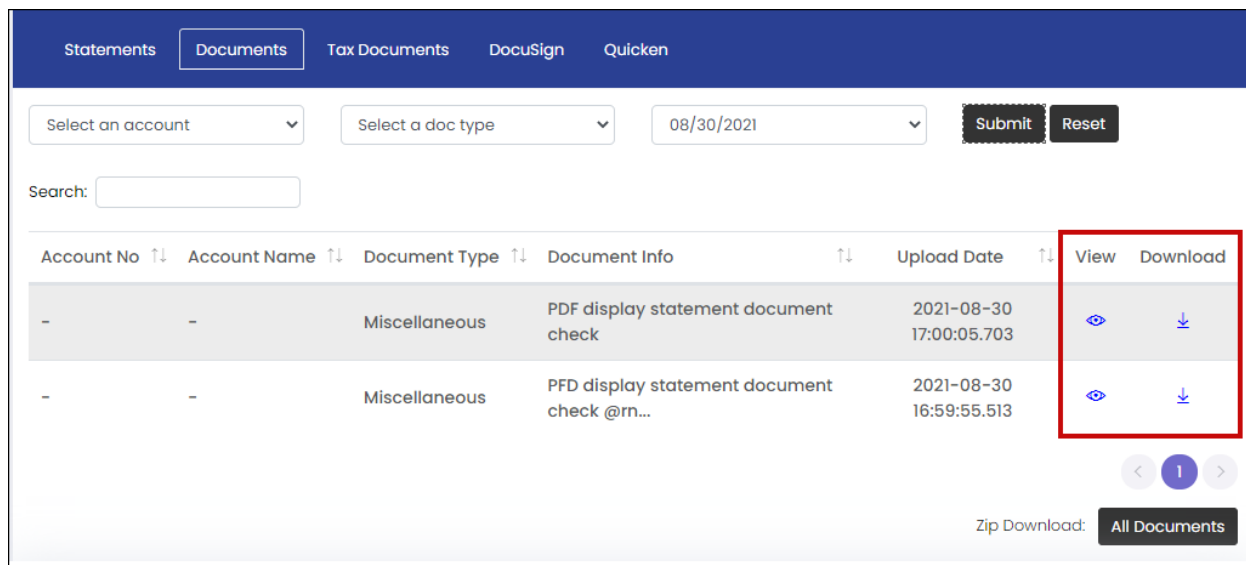 Statements Documents Tax Documents DocuSign Quicken
Select an account Select a doc type 08/30/2021 Submit Reset
Search:
Account No ↑↓ Account Name ↑↓ Document Type ↑↓ Document Info ↑↓ Upload Date ↑↓ View Download
- - Miscellaneous PDF display statement document check 2021-08-30 17:00:05.703
- - Miscellaneous PFD display statement document check @rn... 2021-08-30 16:59:55.513
< 1 >
Zip Download: All Documents